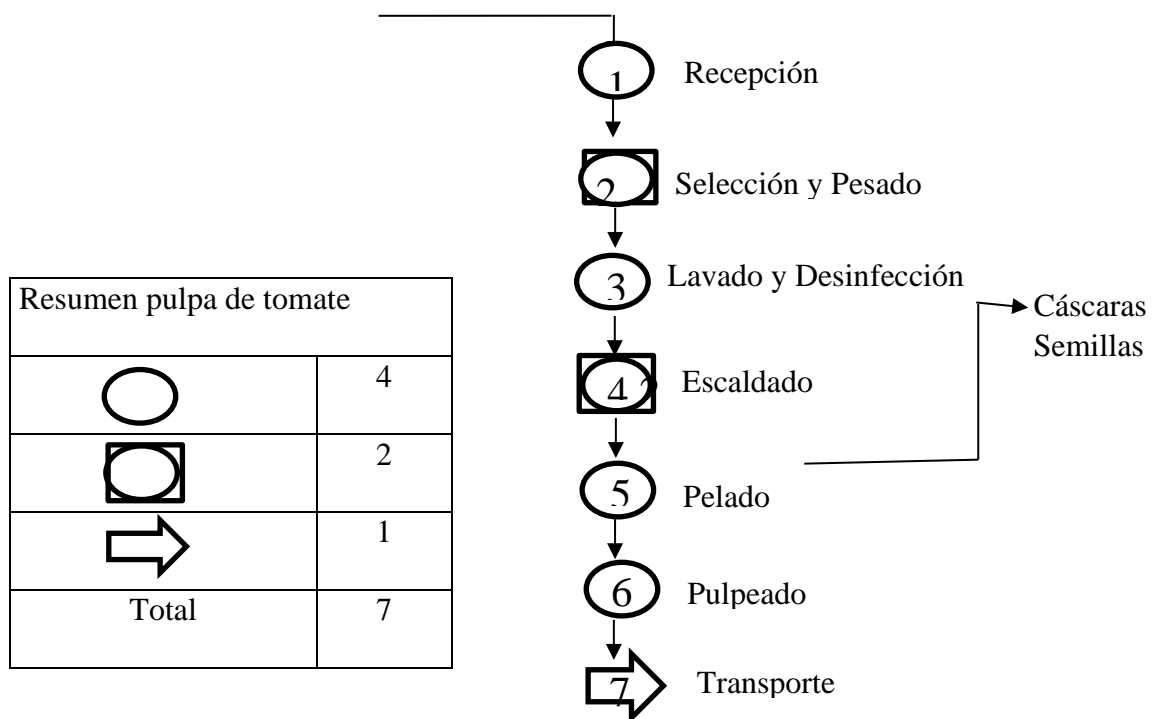 1 Recepción
2 Selección y Pesado
3 Lavado y Desinfección
Cáscaras
Semillas
4 Escaldado
5 Pelado
6 Pulpeado
7 Transporte
Resumen pulpa de tomate
4
2
1
Total 7